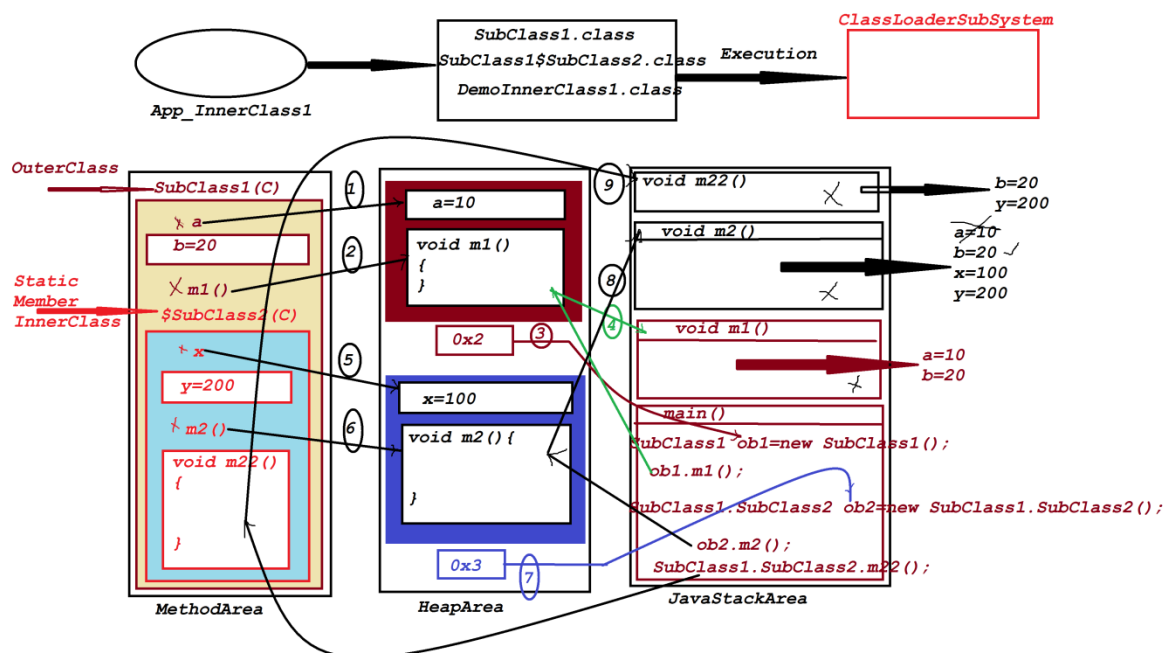 ClassLoaderSubSystem
SubClass1.class
SubClass1$SubClass2.class
DemoInnerClass1.class
Execution
App_InnerClass1
OuterClass
SubClass1(C)
a
b=20
m1()
Static
Member
InnerClass
$SubClass2(C)
x
y=200
m2()
void m22()
{
}
MethodArea
1
2
3
4
5
6
7
8
9
a=10
void m1()
{
}
0x2
x=100
void m2(){
}
0x3
HeapArea
void m22()
b=20
y=200
void m2()
a=10
b=20
x=100
y=200
void m1()
a=10
b=20
main()
SubClass1 ob1=new SubClass1();
ob1.m1();
SubClass1.SubClass2 ob2=new SubClass1.SubClass2();
ob2.m2();
SubClass1.SubClass2.m22();
JavaStackArea